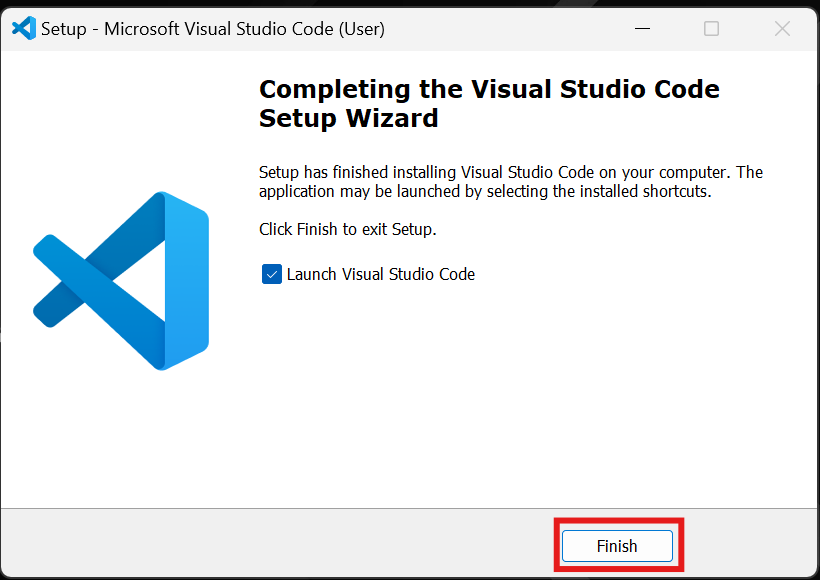 Setup - Microsoft Visual Studio Code (User)
Completing the Visual Studio Code
Setup Wizard
Setup has finished installing Visual Studio Code on your computer. The
application may be launched by selecting the installed shortcuts.
Click Finish to exit Setup.
Launch Visual Studio Code
Finish